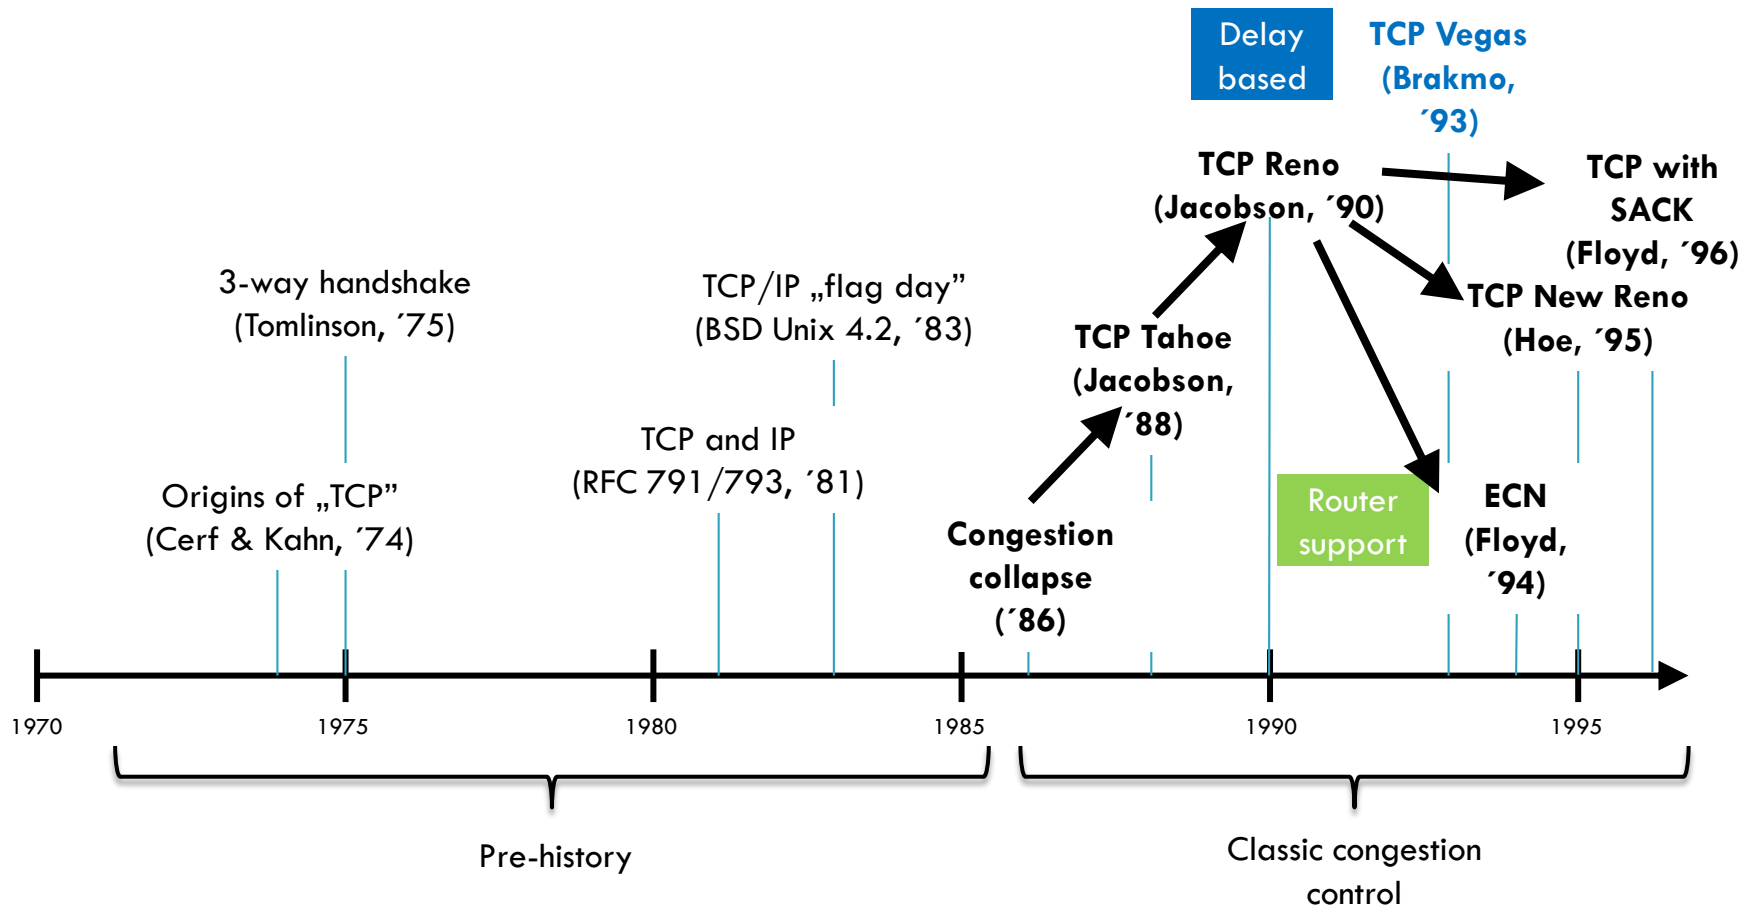 Delay
based
TCP Vegas
(Brakmo,
´93)
TCP Reno
(Jacobson, ´90)
TCP with
SACK
(Floyd, ´96)
3-way handshake
(Tomlinson, ´75)
TCP/IP „flag day”
(BSD Unix 4.2, ´83)
TCP New Reno
(Hoe, ´95)
TCP Tahoe
(Jacobson,
´88)
TCP and IP
(RFC 791/793, ´81)
Origins of „TCP”
(Cerf & Kahn, ´74)
Router
support
ECN
(Floyd,
´94)
Congestion
collapse
(´86)
1970
1975
1980
1985
1990
1995
Pre-history
Classic congestion
control